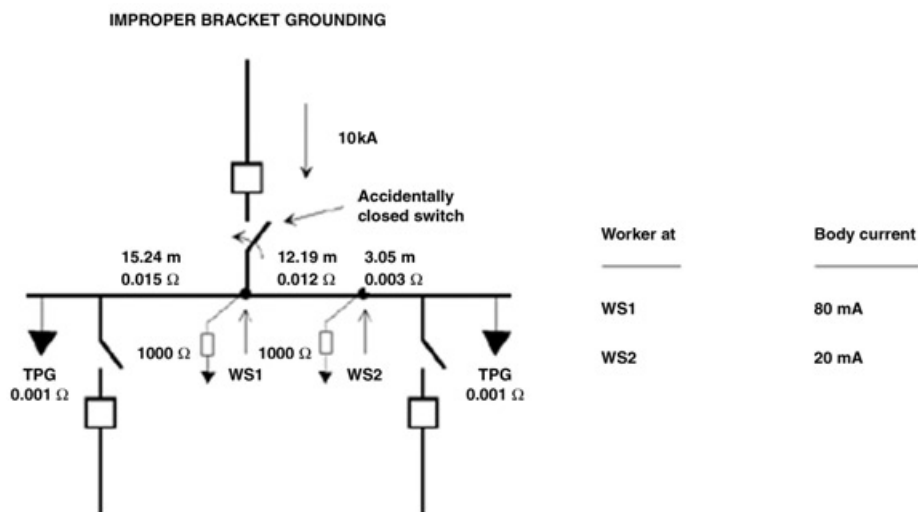 IMPROPER BRACKET GROUNDING
10kA
Accidentally
closed switch
15.24 m
0.015 Ω
12.19 m
0.012 Ω
3.05 m
0.003 Ω
1000 Ω
WS1
1000 Ω
WS2
TPG
0.001 Ω
TPG
0.001 Ω
Worker at Body current
WS1 80 mA
WS2 20 mA